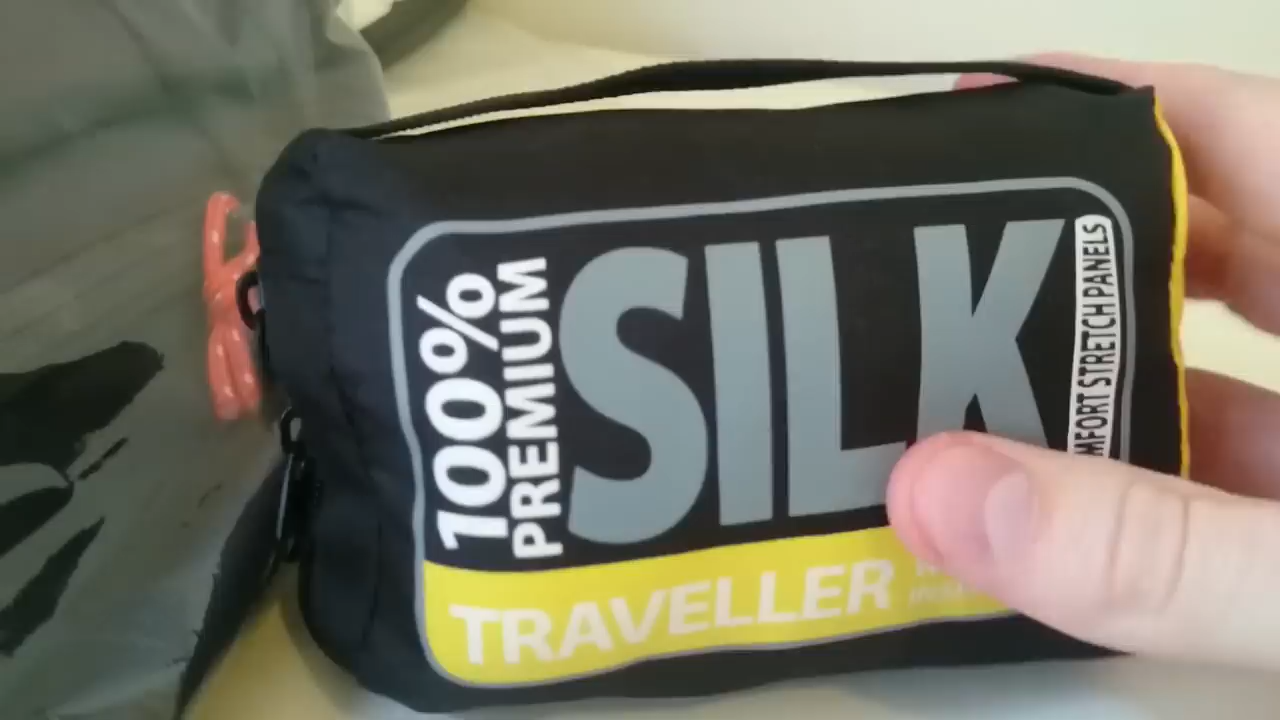 100%
PREMIUM
SILK
MFORT STRETCH PANELS
TRAVELLER